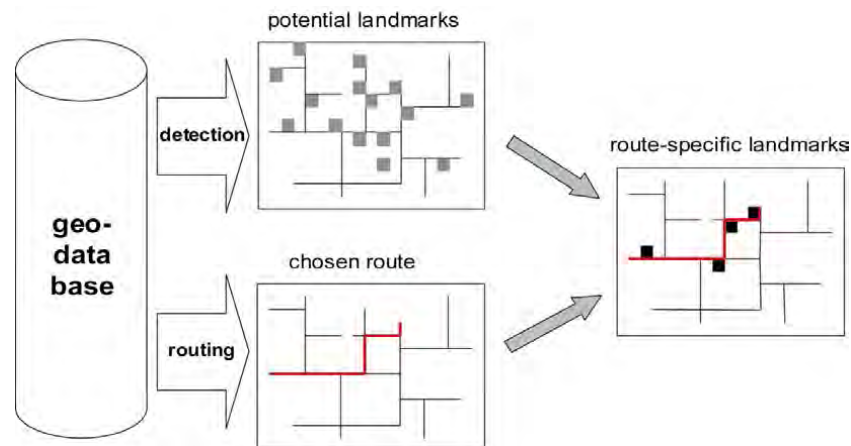 potential landmarks
detection
route-specific landmarks
geo-
data
base
chosen route
routing